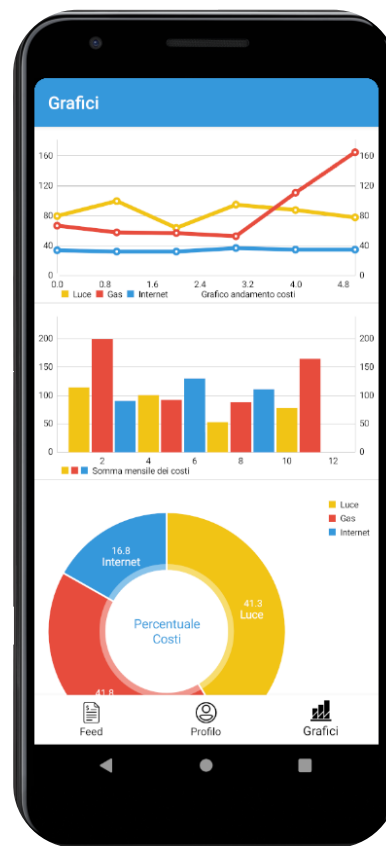 Grafici
160 160
120 120
80 80
40 40
0 0
0.0 0.8 1.6 2.4 3.2 4.0 4.8
Luce Gas Internet Grafico andamento costi
200 200
150 150
100 100
50 50
0 0
2 4 6 8 10 12
Somma mensile dei costi
Luce
Gas
Internet
16.8
Internet
41.3
Luce
Percentuale
Costi
41.8
Feed Profilo Grafici